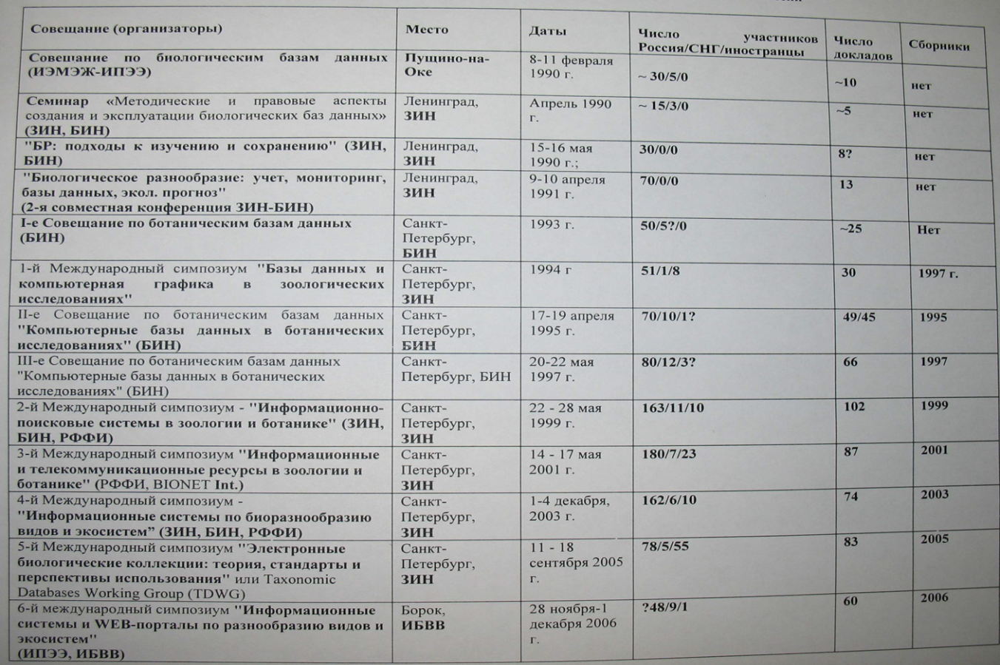 Совещание (организаторы)
Место
Даты
Число участников
Россия/СНГ/иностранцы
Число
докладов
Сборники
Совещание по биологическим базам данных
(ИЭМЭЖ-ИПЭЭ)
Пущино-на-
Оке
8-11 февраля
1990 г.
~ 30/5/0
~10
нет
Семинар «Методические и правовые аспекты
создания и эксплуатации биологических баз данных»
(ЗИН, БИН)
Ленинград,
ЗИН
Апрель 1990
г.
~ 15/3/0
~5
нет
"БР: подходы к изучению и сохранению" (ЗИН,
БИН)
Ленинград,
ЗИН
15-16 мая
1990 г.;
30/0/0
8?
нет
"Биологическое разнообразие: учет, мониторинг,
базы данных, экол. прогноз"
(2-я совместная конференция ЗИН-БИН)
Ленинград,
ЗИН
9-10 апреля
1991 г.
70/0/0
13
нет
I-е Совещание по ботаническим базам данных
(БИН)
Санкт-
Петербург,
БИН
1993 г.
50/5?/0
~25
Нет
1-й Международный симпозиум "Базы данных и
компьютерная графика в зоологических
исследованиях"
Санкт-
Петербург,
ЗИН
1994 г
51/1/8
30
1997 г.
II-е Совещание по ботаническим базам данных
"Компьютерные базы данных в ботанических
исследованиях" (БИН)
Санкт-
Петербург,
БИН
17-19 апреля
1995 г.
70/10/1?
49/45
1995
III-е Совещание по ботаническим базам данных
"Компьютерные базы данных в ботанических
исследованиях" (БИН)
Санкт-
Петербург, БИН
20-22 мая
1997 г.
80/12/3?
66
1997
2-й Международный симпозиум - "Информационно-
поисковые системы в зоологии и ботанике" (ЗИН,
БИН, РФФИ)
Санкт-
Петербург,
ЗИН
22 - 28 мая
1999 г.
163/11/10
102
1999
3-й Международный симпозиум "Информационные
и телекоммуникационные ресурсы в зоологии и
ботанике" (РФФИ, BIONET Int.)
Санкт-
Петербург,
ЗИН
14 - 17 мая
2001 г.
180/7/23
87
2001
4-й Международный симпозиум -
"Информационные системы по биоразнообразию
видов и экосистем” (ЗИН, БИН, РФФИ)
Санкт-
Петербург,
ЗИН
1-4 декабря,
2003 г.
162/6/10
74
2003
5-й Международный симпозиум "Электронные
биологические коллекции: теория, стандарты и
перспективы использования" или Taxonomic
Databases Working Group (TDWG)
Санкт-
Петербург,
ЗИН
11 - 18
сентября 2005
г.
78/5/55
83
2005
6-й международный симпозиум "Информационные
системы и WEB-порталы по разнообразию видов и
экосистем"
(ИПЭЭ, ИБВВ)
Борок,
ИБВВ
28 ноября-1
декабря 2006
г.
?48/9/1
60
2006